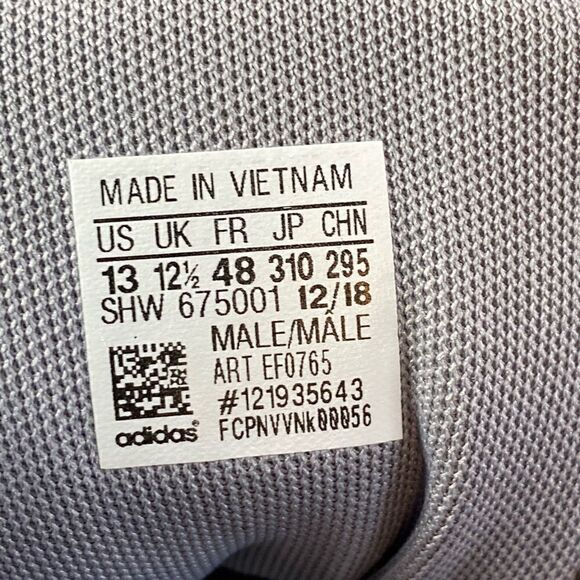 MADE IN VIETNAM
US UK FR JP CHN
13 12½ 48 310 295
SHW 675001 12/18
MALE/MÂLE
ART EF0765
#121935643
adidas FCPNVVNk00056